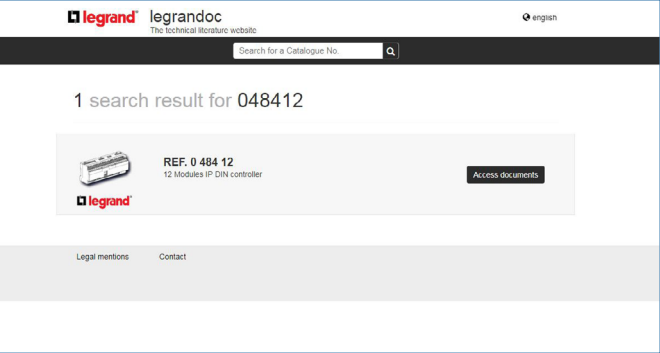 legrand legrandoc
The technical literature website
english
Search for a Catalogue No.
1 search result for 048412
REF. 0 484 12
12 Modules IP DIN controller
Access documents
legrand
Legal mentions
Contact